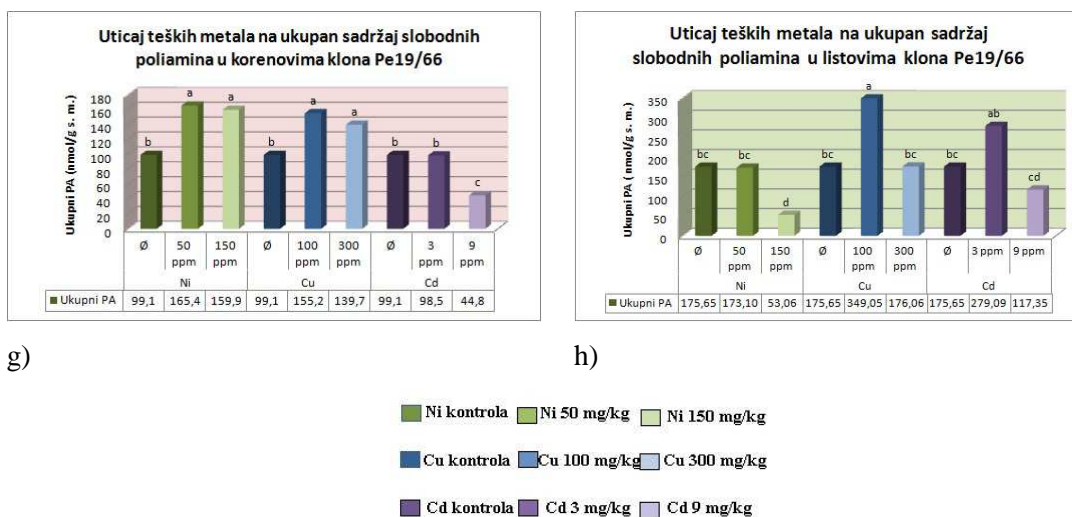 Uticaj teških metala na ukupan sadržaj slobodnih
poliamina u korenovima klona Pe19/66
Ukupni PA (nmol/g s. m.)
180
160
140
120
100
80
60
40
20
0
b a a b a a b b c
Ø 50 ppm 150 ppm Ø 100 ppm 300 ppm Ø 3 ppm 9 ppm
Ni Cu Cd
Ukupni PA 99,1 165,4 159,9 99,1 155,2 139,7 99,1 98,5 44,8
g)
Uticaj teških metala na ukupan sadržaj
slobodnih poliamina u listovima klona Pe19/66
Ukupni PA (nmol/g s. m.)
350
300
250
200
150
100
50
0
bc bc d bc a bc bc ab cd
Ø 50 ppm 150 ppm Ø 100 ppm 300 ppm Ø 3 ppm 9 ppm
Ni Cu Cd
Ukupni PA 175,65 173,10 53,06 175,65 349,05 176,06 175,65 279,09 117,35
h)
Ni kontrola Ni 50 mg/kg Ni 150 mg/kg
Cu kontrola Cu 100 mg/kg Cu 300 mg/kg
Cd kontrola Cd 3 mg/kg Cd 9 mg/kg